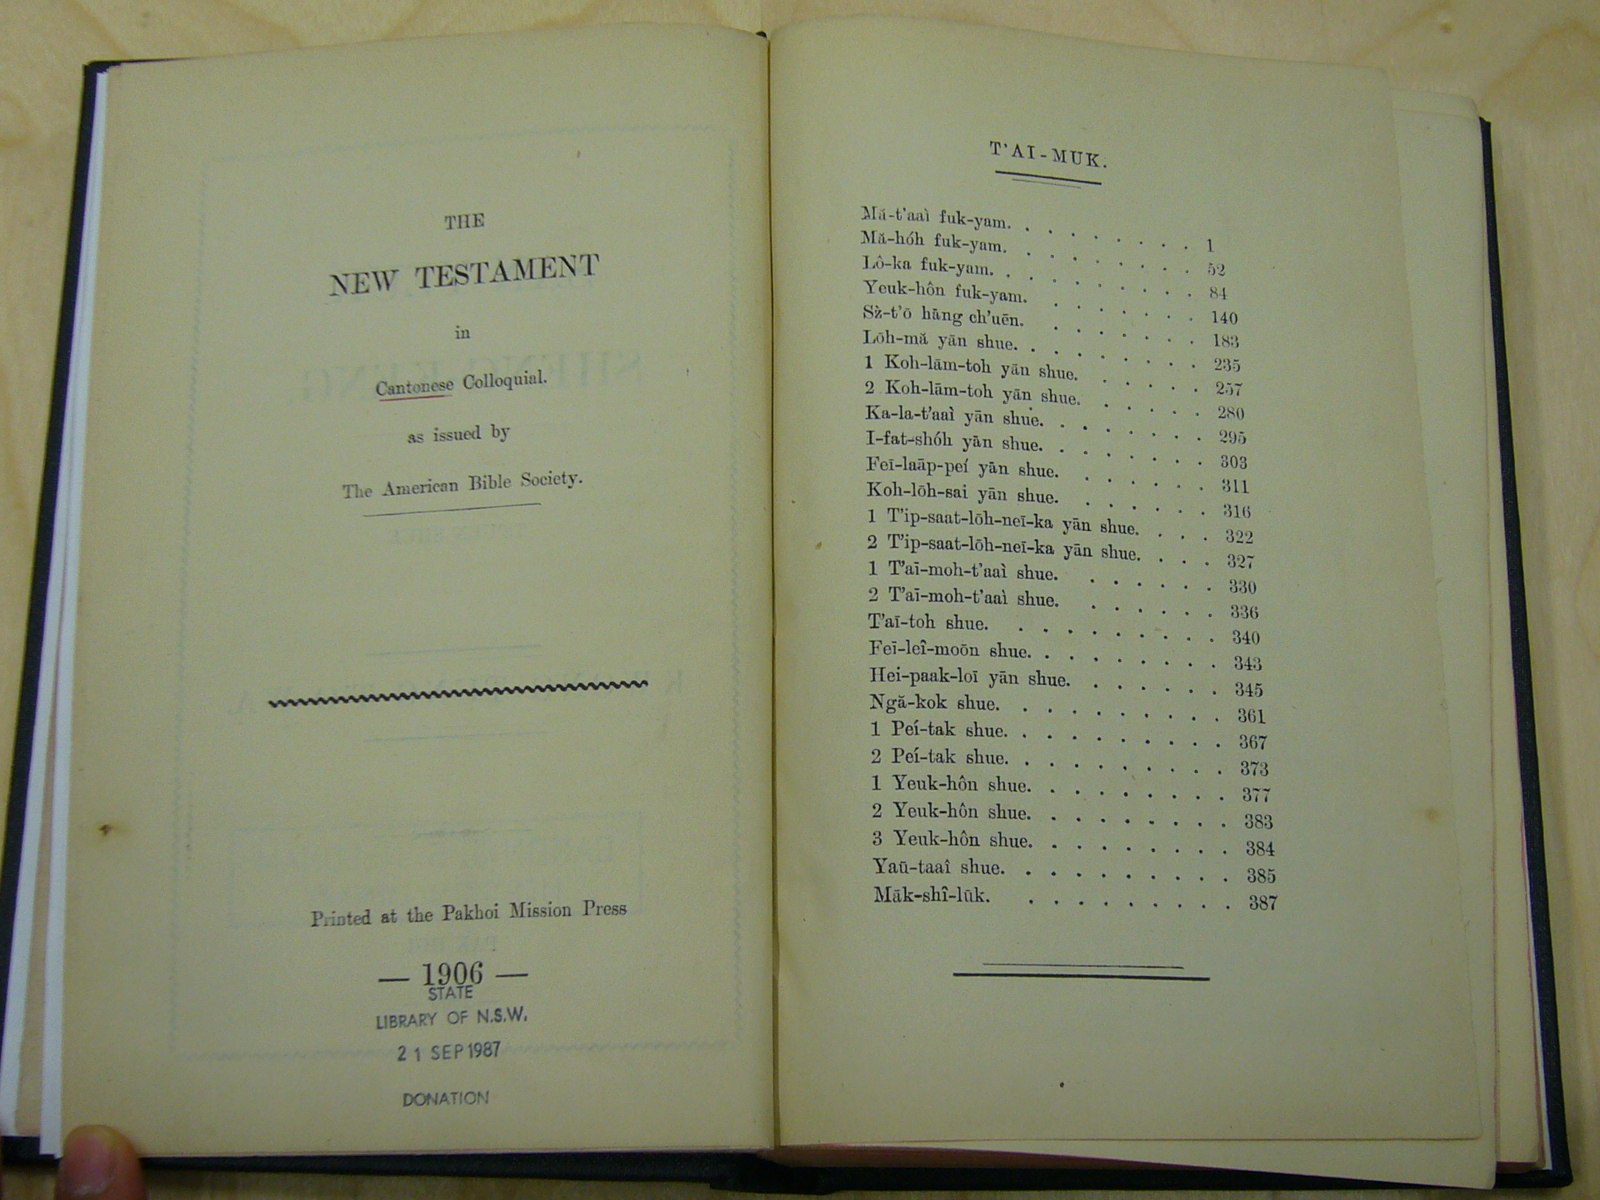 THE
NEW TESTAMENT
in
Cantonese Colloquial.
as issued by
The American Bible Society.
Printed at the Pakhoi Mission Press
— 1906 —
STATE
LIBRARY OF N.S.W.
21 SEP 1987
DONATION
T'AI-MUK.
Mǎ-t'aaì fuk-yam. . . . . . . . 1
Mǎ-hóh fuk-yam. . . . . . . . 52
Lô-ka fuk-yam. . . . . . . . . 84
Yeuk-hôn fuk-yam. . . . . . . 140
Sz̀-t'ō hāng ch'uēn. . . . . . . 183
Lōh-mǎ yān shue. . . . . . . . 235
1 Koh-lām-toh yān shue. . . . . . 257
2 Koh-lām-toh yān shue. . . . . . 280
Ka-la-t'aaì yān shue. . . . . . . 295
I-fat-shóh yān shue. . . . . . . 303
Feī-laāp-peí yān shue. . . . . . 311
Koh-lōh-sai yān shue. . . . . . 316
1 T'ip-saat-lōh-neī-ka yān shue. . . . 322
2 T'ip-saat-lōh-neī-ka yān shue. . . . 327
1 T'aī-moh-t'aaì shue. . . . . . 330
2 T'aī-moh-t'aaì shue. . . . . . 336
T'aī-toh shue. . . . . . . . . 340
Feī-leî-moōn shue. . . . . . . . 343
Hei-paak-loī yān shue. . . . . . 345
Ngǎ-kok shue. . . . . . . . . 361
1 Peí-tak shue. . . . . . . . . 367
2 Peí-tak shue. . . . . . . . . 373
1 Yeuk-hôn shue. . . . . . . . 377
2 Yeuk-hôn shue. . . . . . . . 383
3 Yeuk-hôn shue. . . . . . . . 384
Yaū-taaî shue. . . . . . . . . 385
Māk-shî-lūk. . . . . . . . . 387